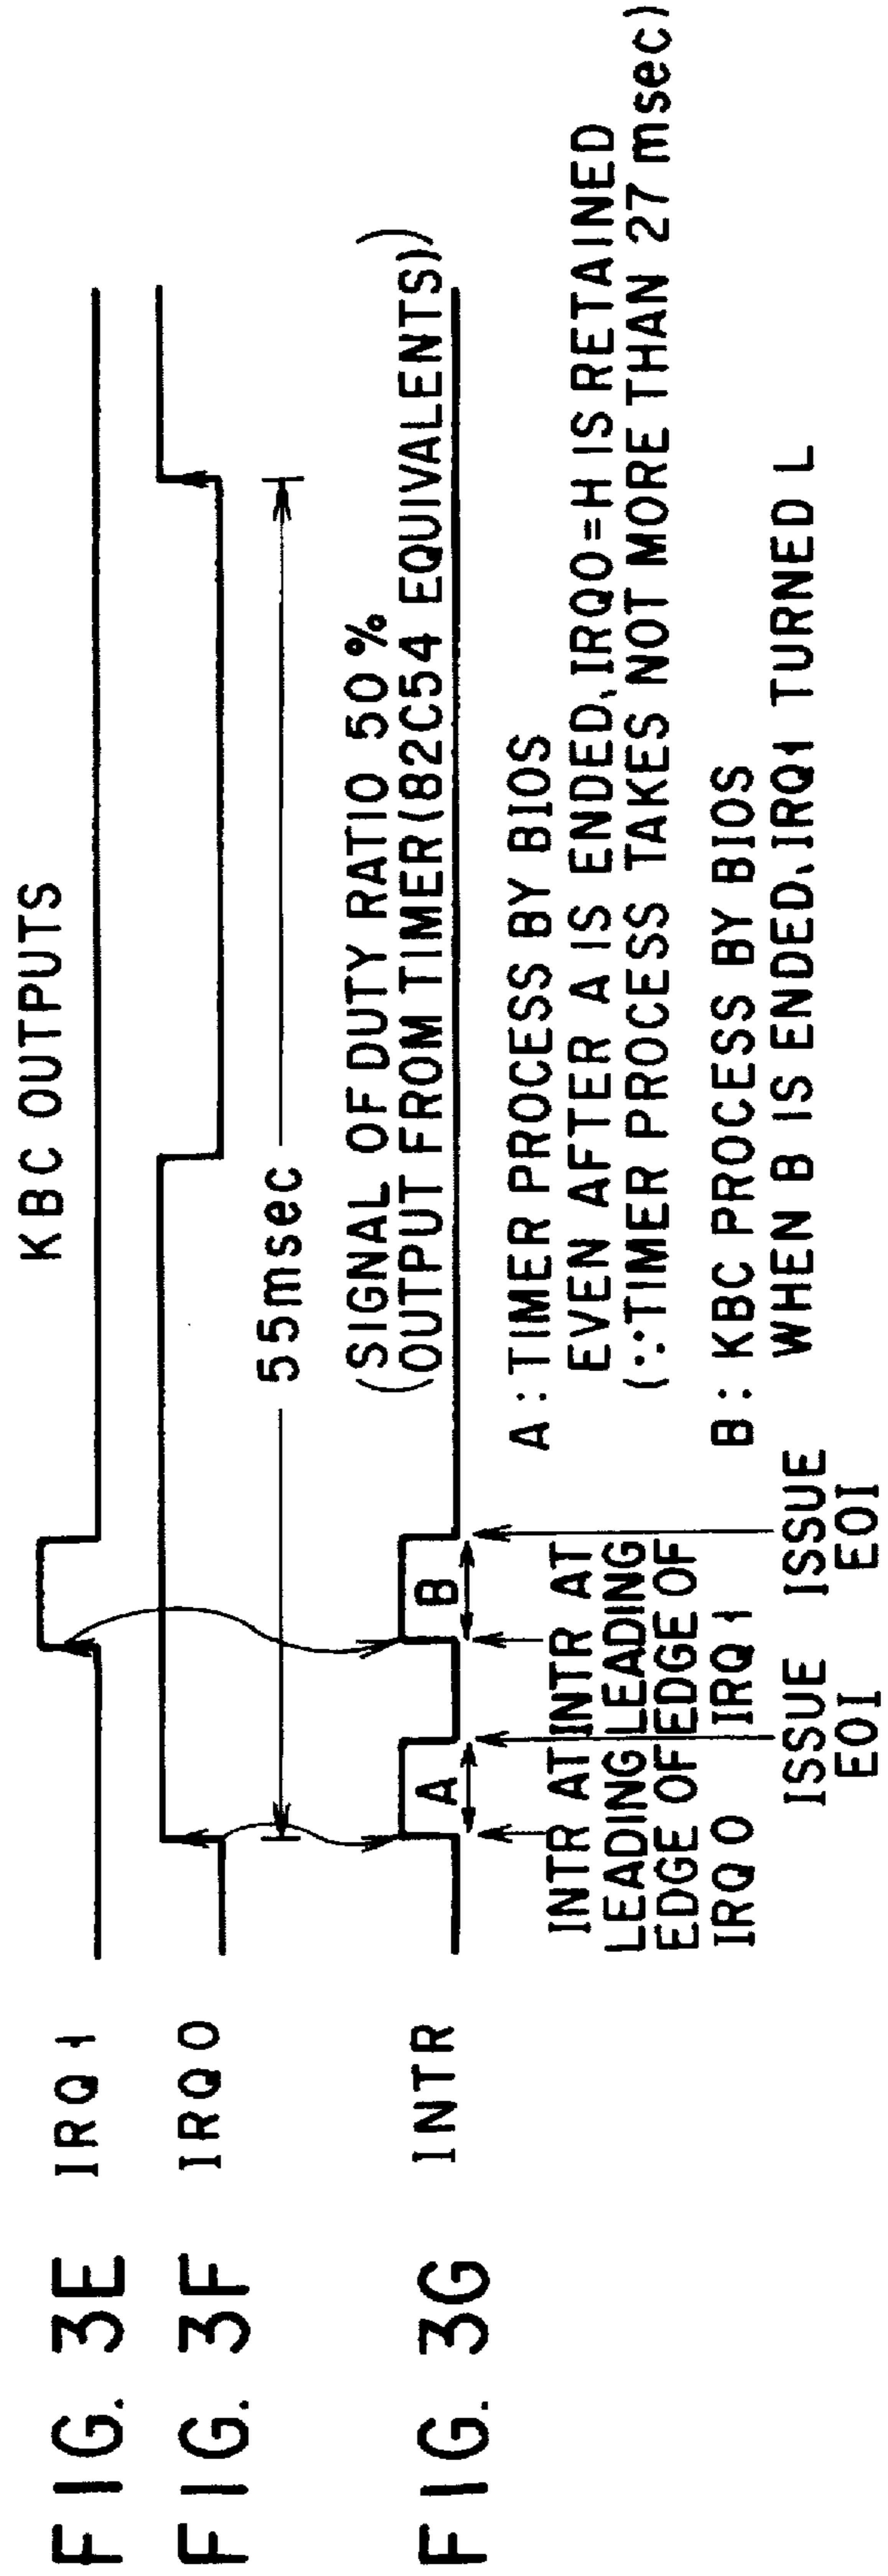 KBC OUTPUTS
FIG. 3E IRQ1
FIG. 3F IRQ0
55msec
(SIGNAL OF DUTY RATIO 50%
OUTPUT FROM TIMER(82C54 EQUIVALENTS))
FIG. 3G INTR
A
B
INTR AT
LEADING
EDGE OF
IRQ0
INTR AT
LEADING
EDGE OF
IRQ1
ISSUE
EOI
ISSUE
EOI
A: TIMER PROCESS BY BIOS
EVEN AFTER A IS ENDED, IRQ0=H IS RETAINED
(∵TIMER PROCESS TAKES NOT MORE THAN 27 msec)
B: KBC PROCESS BY BIOS
WHEN B IS ENDED, IRQ1 TURNED L